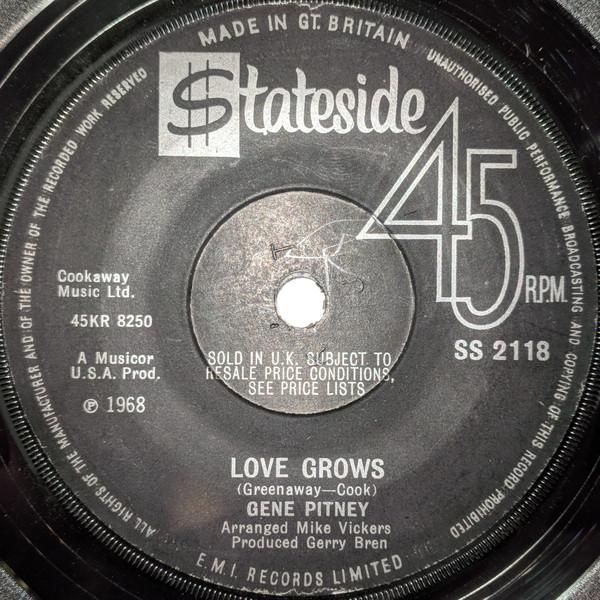 MADE IN GT. BRITAIN
UNAUTHORISED PUBLIC PERFORMANCE BROADCASTING AND COPYING OF THIS RECORD PROHIBITED
ALL RIGHTS OF THE MANUFACTURER AND OF THE OWNER OF THE RECORDED WORK RESERVED
$tateside
45
R.P.M.
Cookaway
Music Ltd.
45KR 8250
SS 2118
A Musicor
U.S.A. Prod.
℗ 1968
SOLD IN U.K. SUBJECT TO
RESALE PRICE CONDITIONS,
SEE PRICE LISTS
LOVE GROWS
(Greenaway—Cook)
GENE PITNEY
Arranged Mike Vickers
Produced Gerry Bren
E.M.I. RECORDS LIMITED